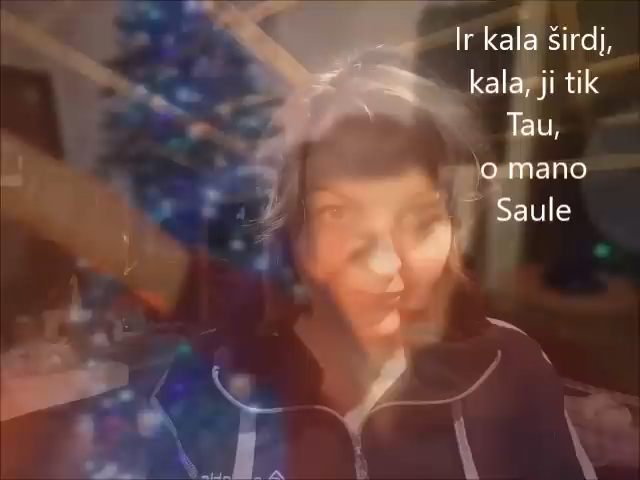 Ir kala širdį,
kala, ji tik
Tau,
o mano
Saule